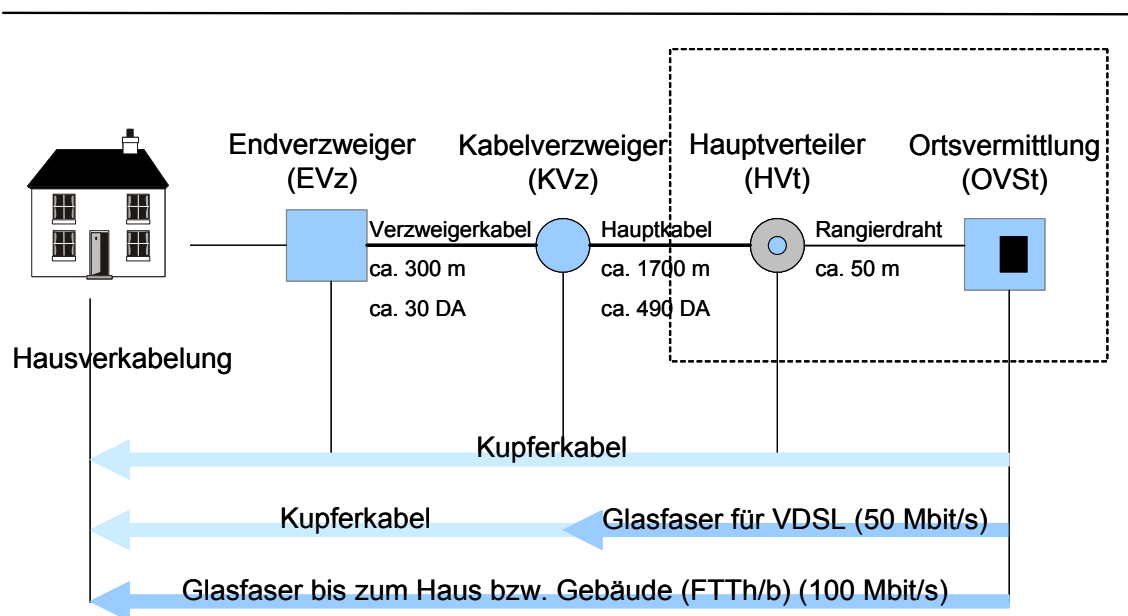 Endverzweiger
(EVz)
Kabelverzweiger
(KVz)
Hauptverteiler
(HVt)
Ortsvermittlung
(OVSt)
Verzweigerkabel
ca. 300 m
ca. 30 DA
Hauptkabel
ca. 1700 m
ca. 490 DA
Rangierdraht
ca. 50 m
Hausverkabelung
Kupferkabel
Kupferkabel
Glasfaser für VDSL (50 Mbit/s)
Glasfaser bis zum Haus bzw. Gebäude (FTTh/b) (100 Mbit/s)